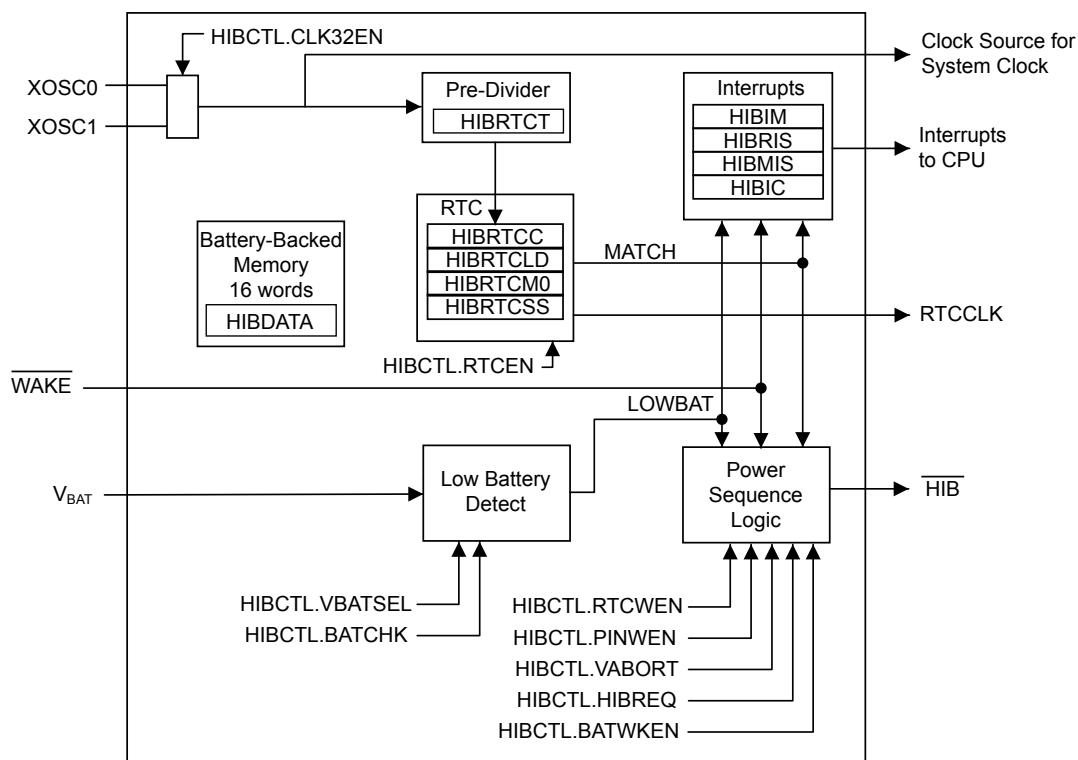 HIBCTL.CLK32EN
XOSC0
XOSC1
Clock Source for
System Clock
Pre-Divider
HIBRTCT
Interrupts
HIBIM
HIBRIS
HIBMIS
HIBIC
Interrupts
to CPU
RTC
HIBRTCC
HIBRTCLD
HIBRTCM0
HIBRTCSS
MATCH
Battery-Backed
Memory
16 words
HIBDATA
RTCCLK
HIBCTL.RTCEN
WAKE
LOWBAT
VBAT
Low Battery
Detect
Power
Sequence
Logic
HIB
HIBCTL.VBATSEL
HIBCTL.BATCHK
HIBCTL.RTCWEN
HIBCTL.PINWEN
HIBCTL.VABORT
HIBCTL.HIBREQ
HIBCTL.BATWKEN